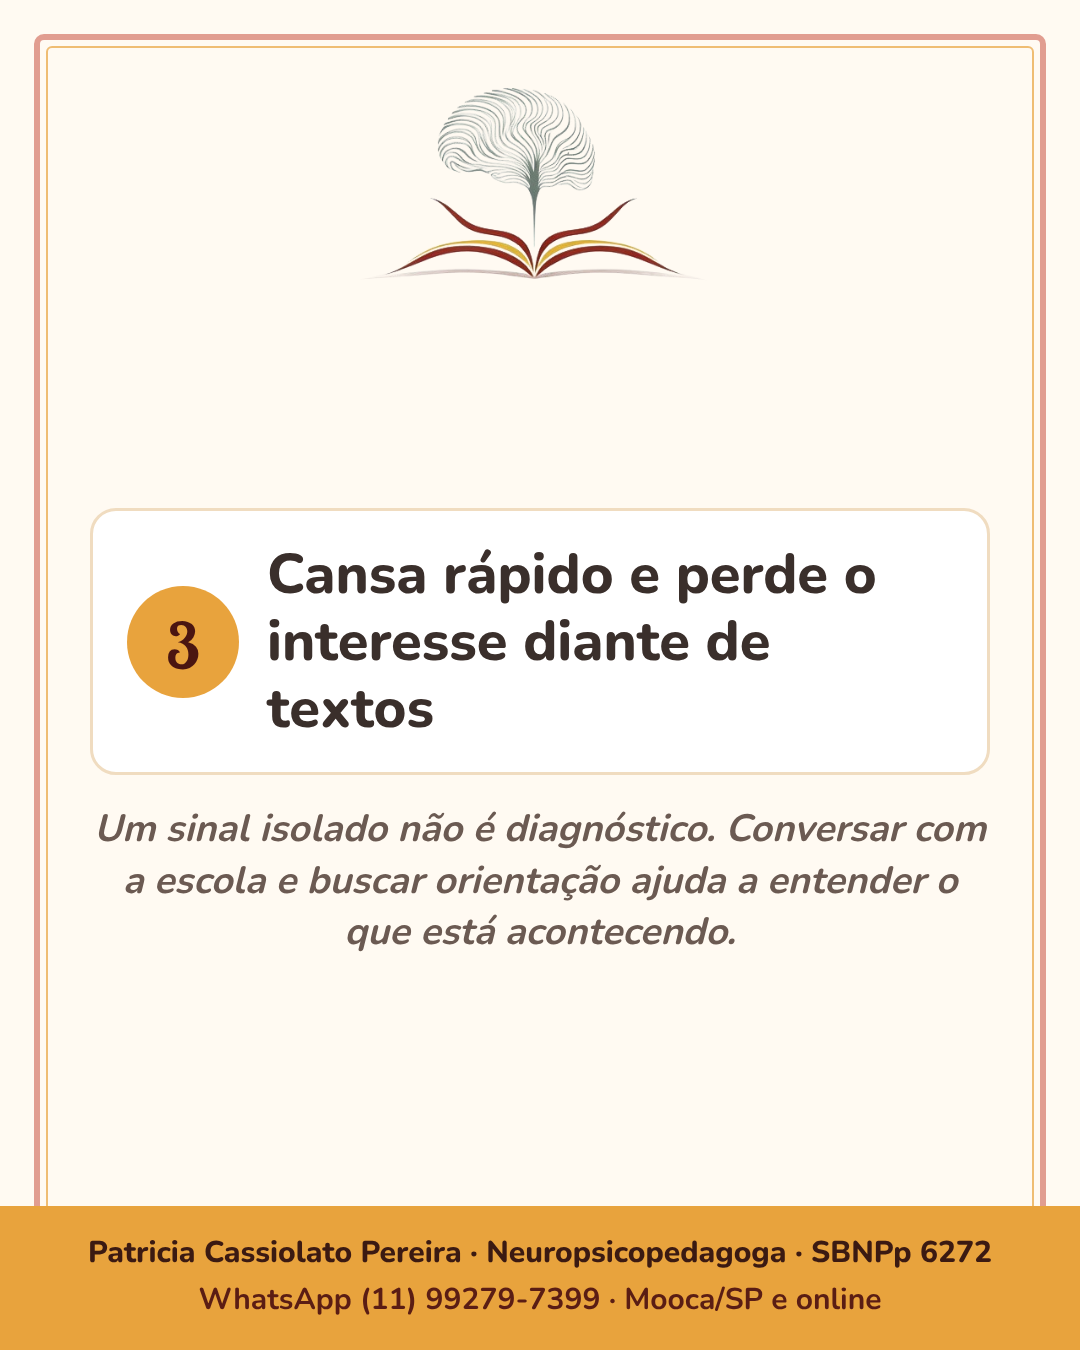 3
Cansa rápido e perde o
interesse diante de
textos
Um sinal isolado não é diagnóstico. Conversar com
a escola e buscar orientação ajuda a entender o
que está acontecendo.
Patricia Cassiolato Pereira · Neuropsicopedagoga · SBNPp 6272
WhatsApp (11) 99279-7399 · Mooca/SP e online